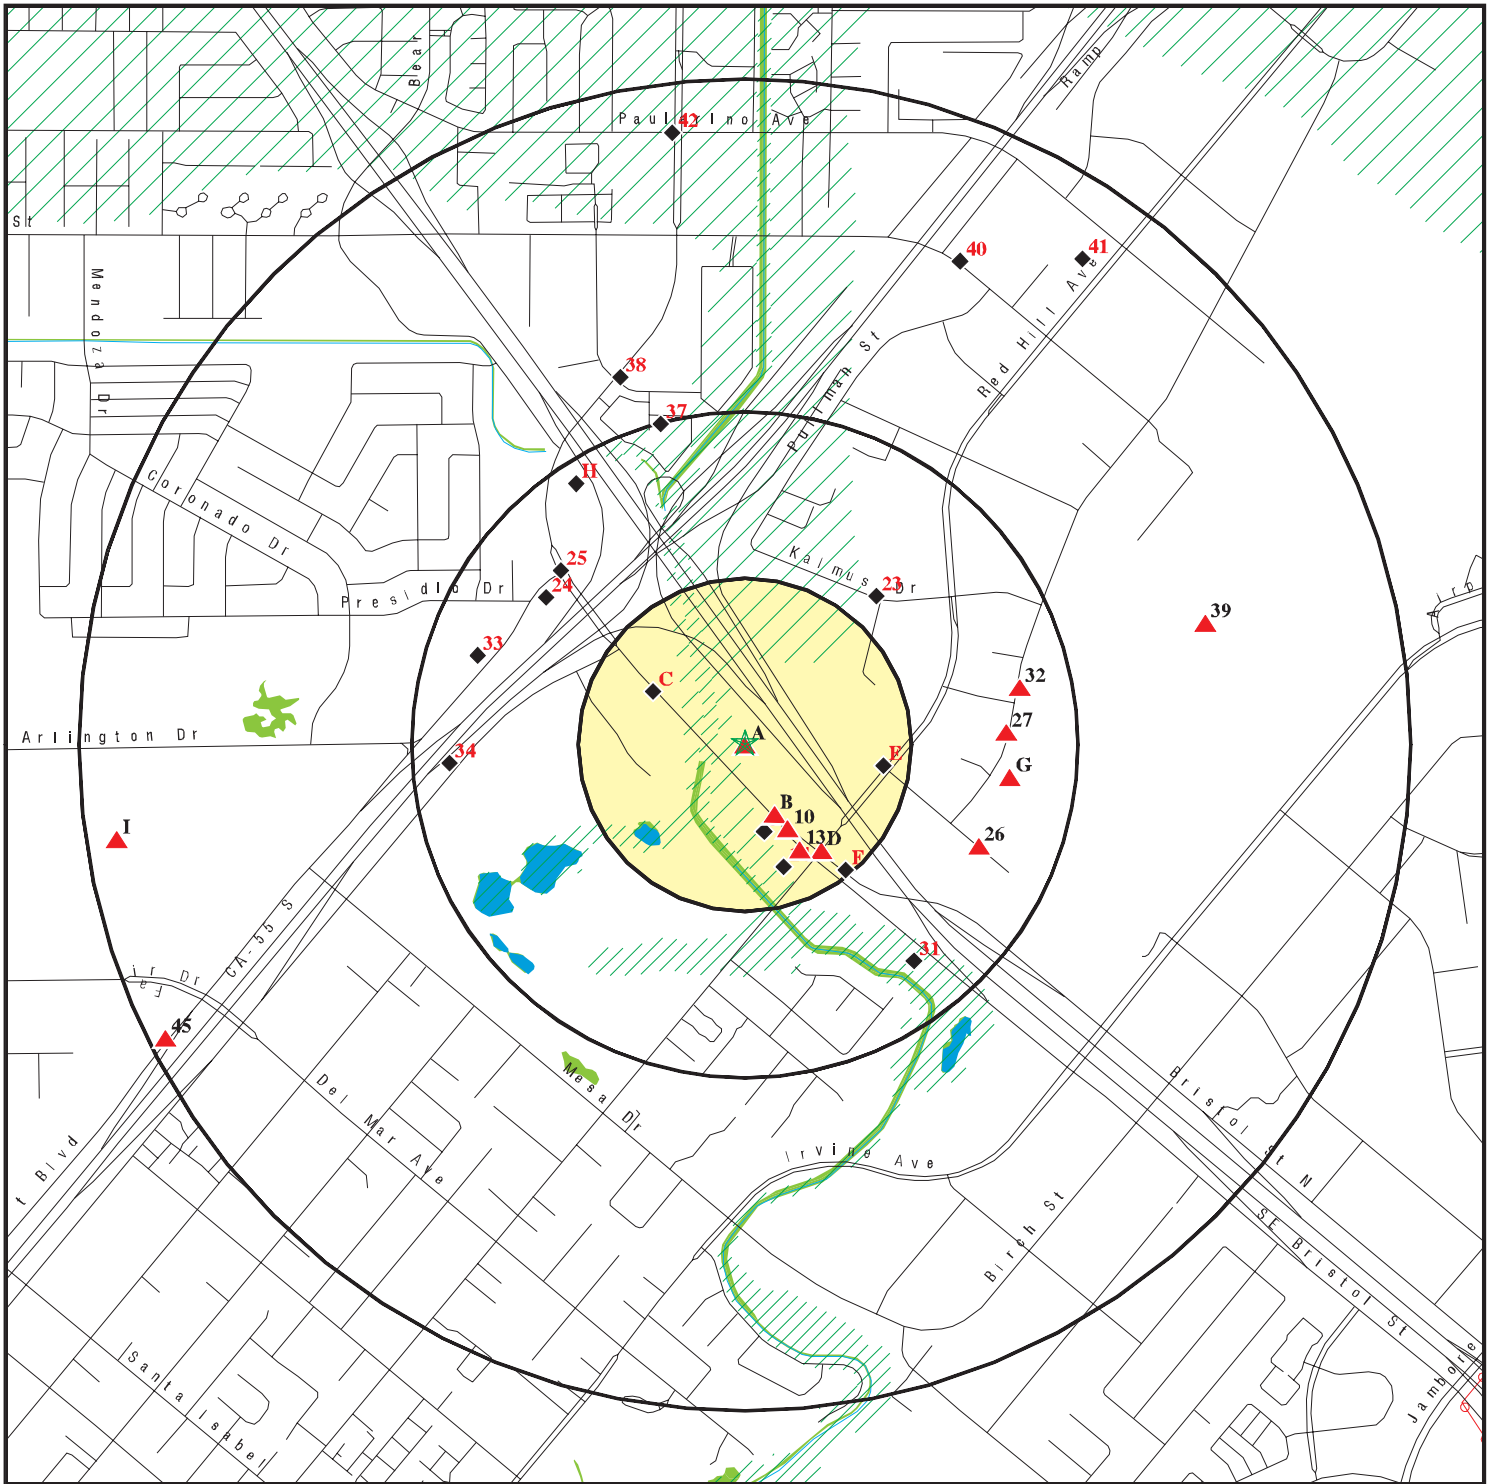 Bear
Ramp
42
Paularino Ave
St
40
41
Mendoza Dr
Red Hill Ave
Pullman St
38
37
H
Coronado Dr
25
24
Kalmus Dr
23
Presidio Dr
Airp
39
33
C
32
27
Arlington Dr
A
34
E
G
B
10
13
D
F
26
I
CA-55 S
31
Fair Dr
45
Mesa Dr
Del Mar Ave
Bristol St N
t Blvd
Irvine Ave
Birch St
SE Bristol St
Jambore
Santa Isabel